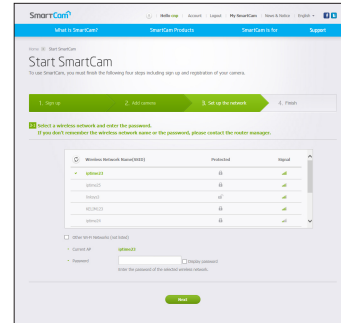 SmartCam
Hello cwp Account Logout My SmartCam News & Notice English
What is SmartCam? SmartCam Products SmartCam is for Support
Home Start SmartCam
Start SmartCam
To use SmartCam, you must finish the following four steps including sign up and registration of your camera.
1. Sign up 2. Add camera 3. Set up the network 4. Finish
Select a wireless network and enter the password.
If you don't remember the wireless network name or the password, please contact the router manager.
Wireless Network Name(SSID) Protected Signal
Other Wi-Fi Networks (not listed)
Current AP
Password Display password
Enter the password of the selected wireless network.
Next